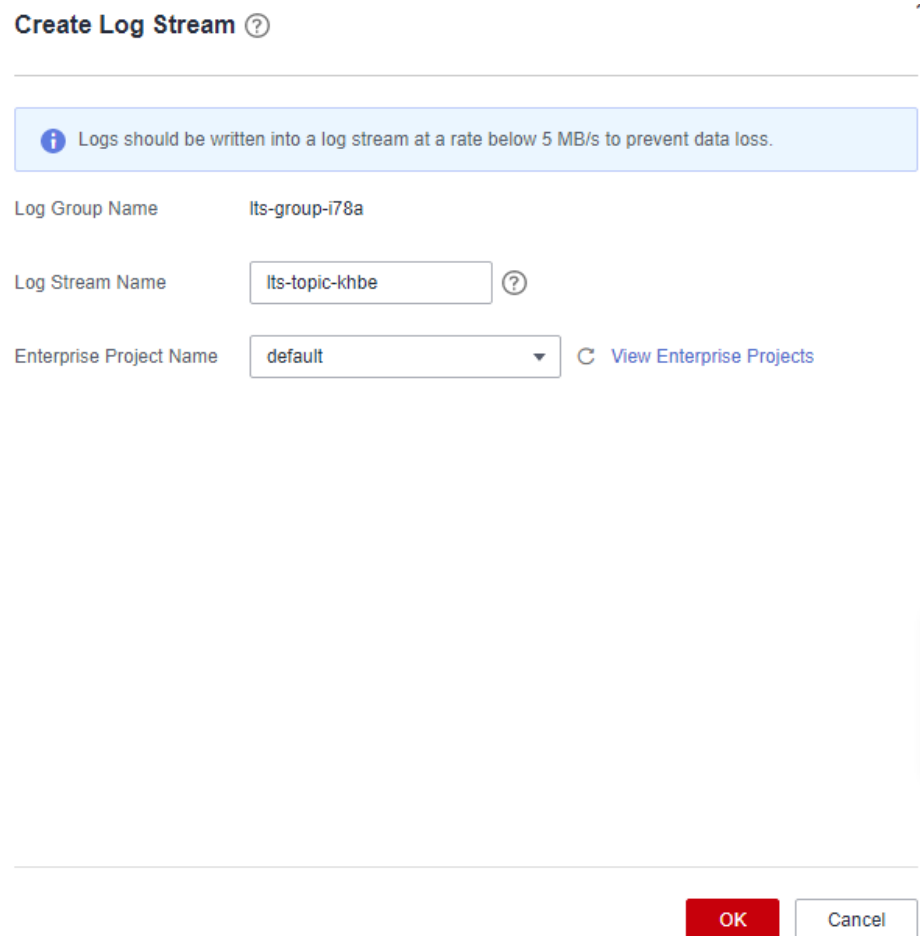 Create Log Stream ?
Logs should be written into a log stream at a rate below 5 MB/s to prevent data loss.
Log Group Name lts-group-i78a
Log Stream Name lts-topic-khbe ?
Enterprise Project Name default View Enterprise Projects
OK Cancel